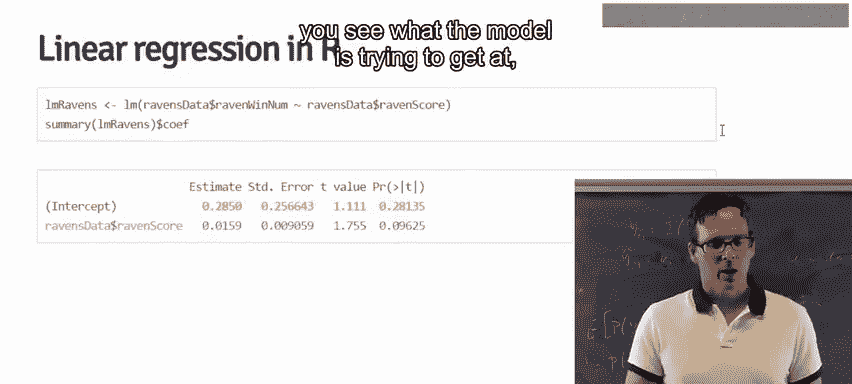 you see what the model
is trying to get at,
Linear regression in R
lmRavens <- lm(ravensData$ravenWinNum ~ ravensData$ravenScore)
summary(lmRavens)$coef
Estimate Std. Error t value Pr(>|t|)
(Intercept) 0.2850 0.256643 1.111 0.28135
ravensData$ravenScore 0.0159 0.009059 1.755 0.09625